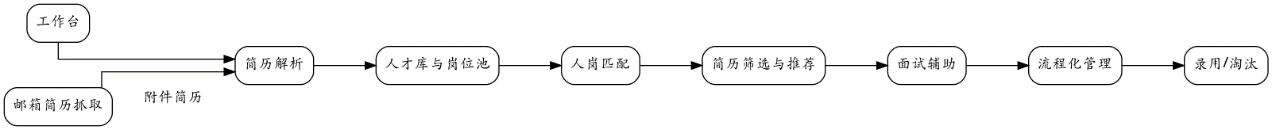 工作台
简历解析
人才库与岗位池
人岗匹配
简历筛选与推荐
面试辅助
流程化管理
录用/淘汰
邮箱简历抓取
附件简历